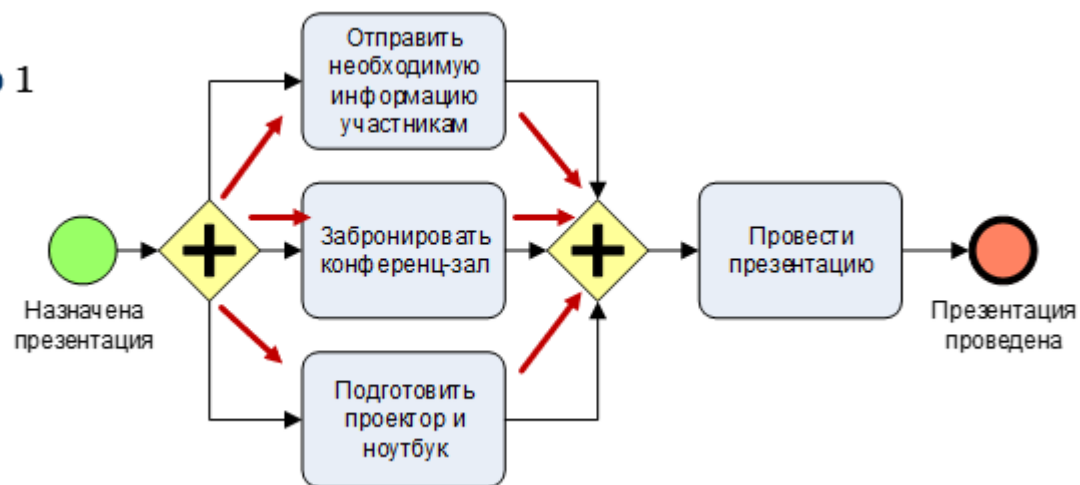 1
Назначена
презентация
Отправить
необходимую
информацию
участникам
Забронировать
конференц-зал
Подготовить
проектор и
ноутбук
Провести
презентацию
Презентация
проведена